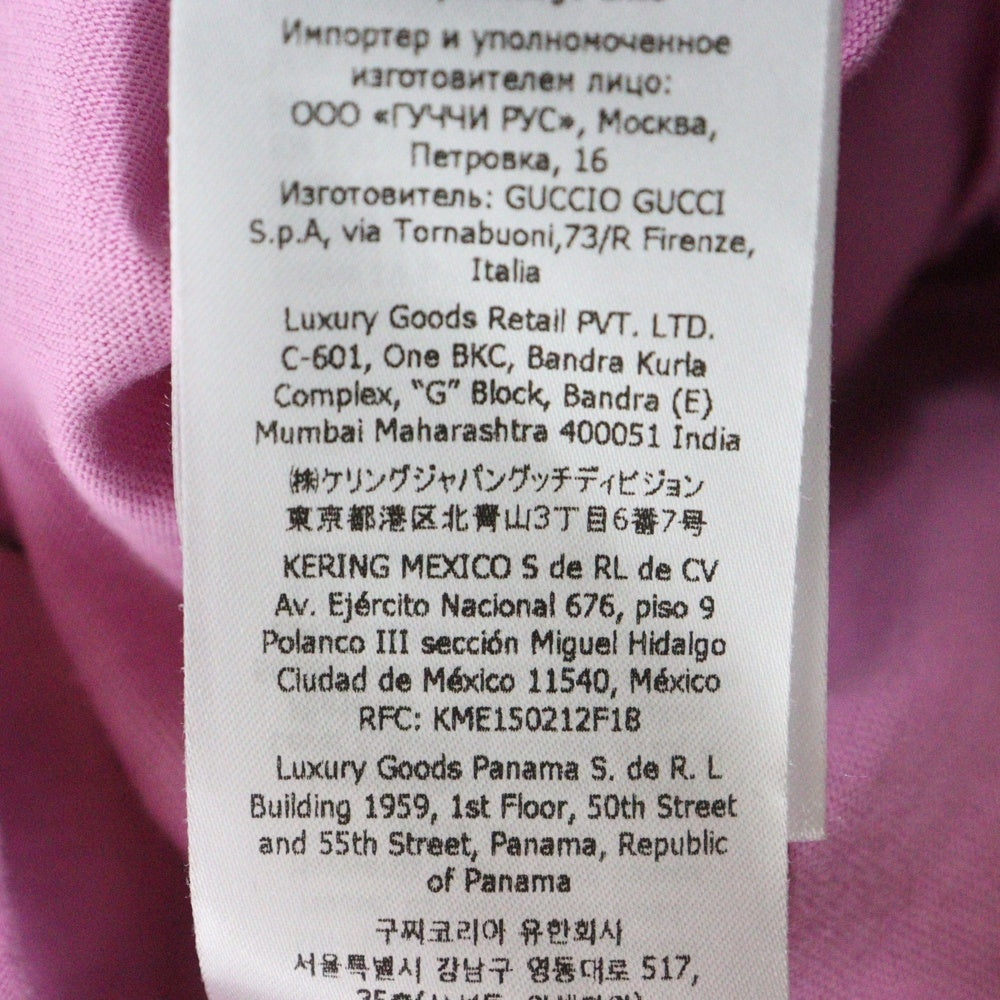 Импортер и уполномоченное
изготовителем лицо:
ООО «ГУЧЧИ РУС», Москва,
Петровка, 16
Изготовитель: GUCCIO GUCCI
S.p.A, via Tornabuoni,73/R Firenze,
Italia
Luxury Goods Retail PVT. LTD.
C-601, One BKC, Bandra Kurla
Complex, "G" Block, Bandra (E)
Mumbai Maharashtra 400051 India
㈱ケリングジャパングッチディビジョン
東京都港区北青山3丁目6番7号
KERING MEXICO S de RL de CV
Av. Ejército Nacional 676, piso 9
Polanco III sección Miguel Hidalgo
Ciudad de México 11540, México
RFC: KME150212F1B
Luxury Goods Panama S. de R. L
Building 1959, 1st Floor, 50th Street
and 55th Street, Panama, Republic
of Panama
구찌코리아 유한회사
서울특별시 강남구 영동대로 517,